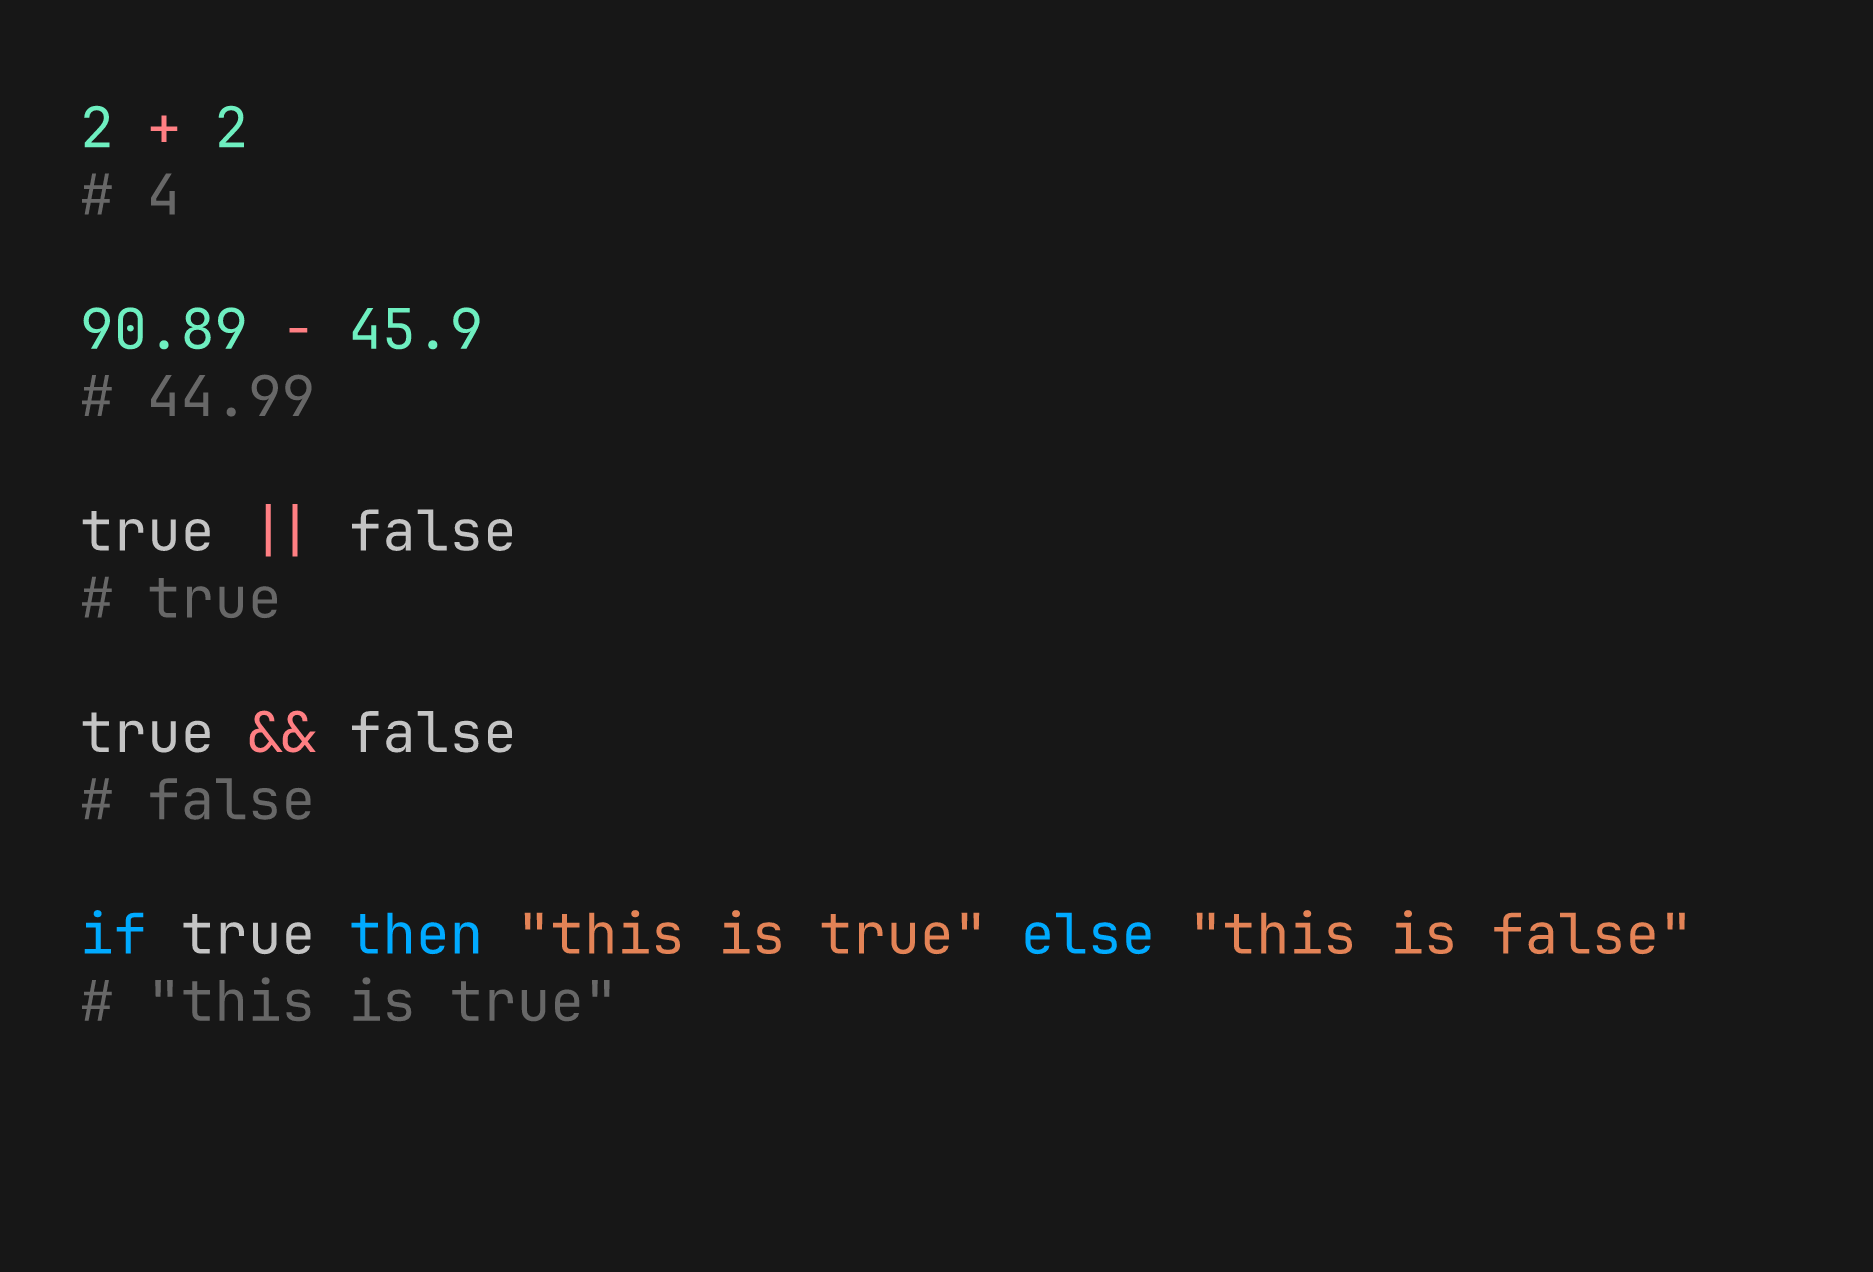 2 + 2
# 4
90.89 - 45.9
# 44.99
true || false
# true
true && false
# false
if true then "this is true" else "this is false"
# "this is true"